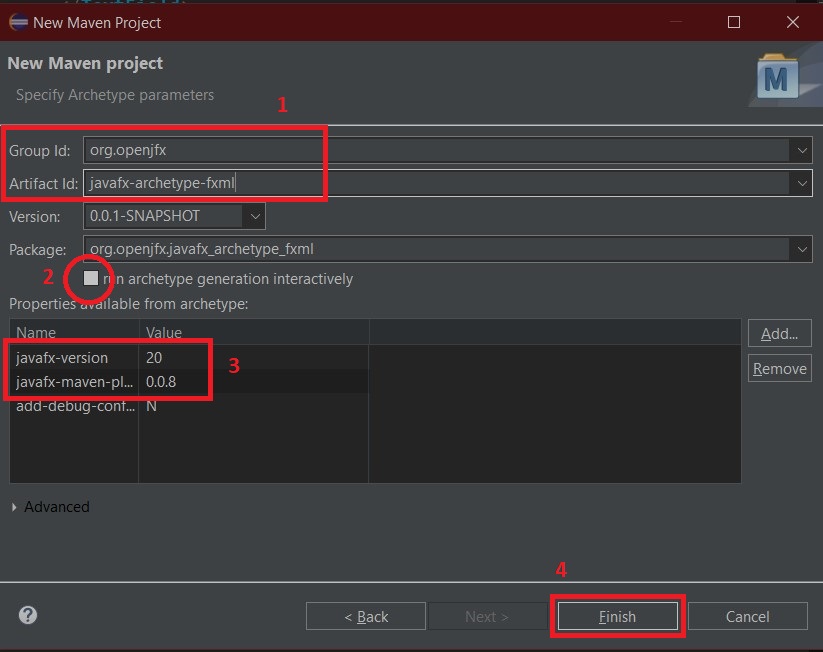 New Maven Project
New Maven project
Specify Archetype parameters
1
Group Id: org.openjfx
Artifact Id: javafx-archetype-fxml
Version: 0.0.1-SNAPSHOT
Package: org.openjfx.javafx_archetype_fxml
2 run archetype generation interactively
Properties available from archetype:
Name Value Add...
javafx-version 20
3
javafx-maven-pl... 0.0.8 Remove
add-debug-conf... N
Advanced
4
? < Back Next > Finish Cancel